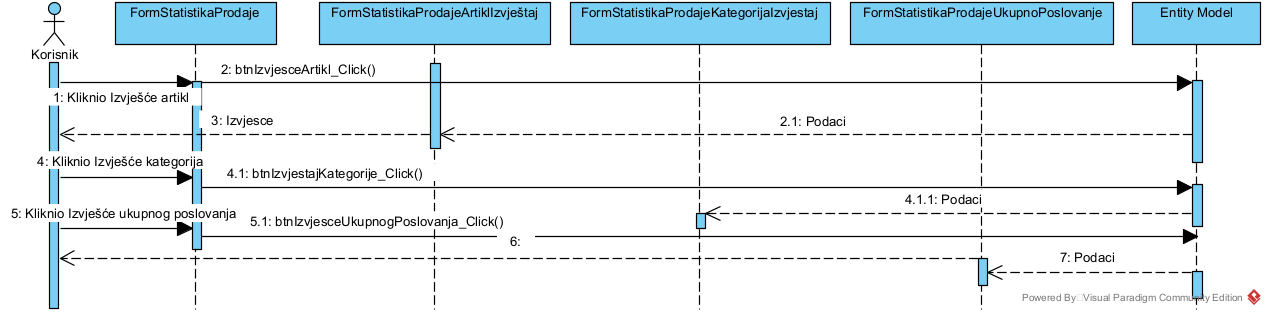 FormStatistikaProdaje
FormStatistikaProdajeArtiklIzvještaj
FormStatistikaProdajeKategorijaIzvjestaj
FormStatistikaProdajeUkupnoPoslovanje
Entity Model
Korisnik
2: btnIzvjesceArtikl_Click()
1: Kliknio Izvješće artikl
3: Izvjesce
2.1: Podaci
4: Kliknio Izvješće kategorija
4.1: btnIzvjestajKategorije_Click()
4.1.1: Podaci
5: Kliknio Izvješće ukupnog poslovanja
5.1: btnIzvjesceUkupnogPoslovanja_Click()
6:
7: Podaci
Powered By Visual Paradigm Community Edition